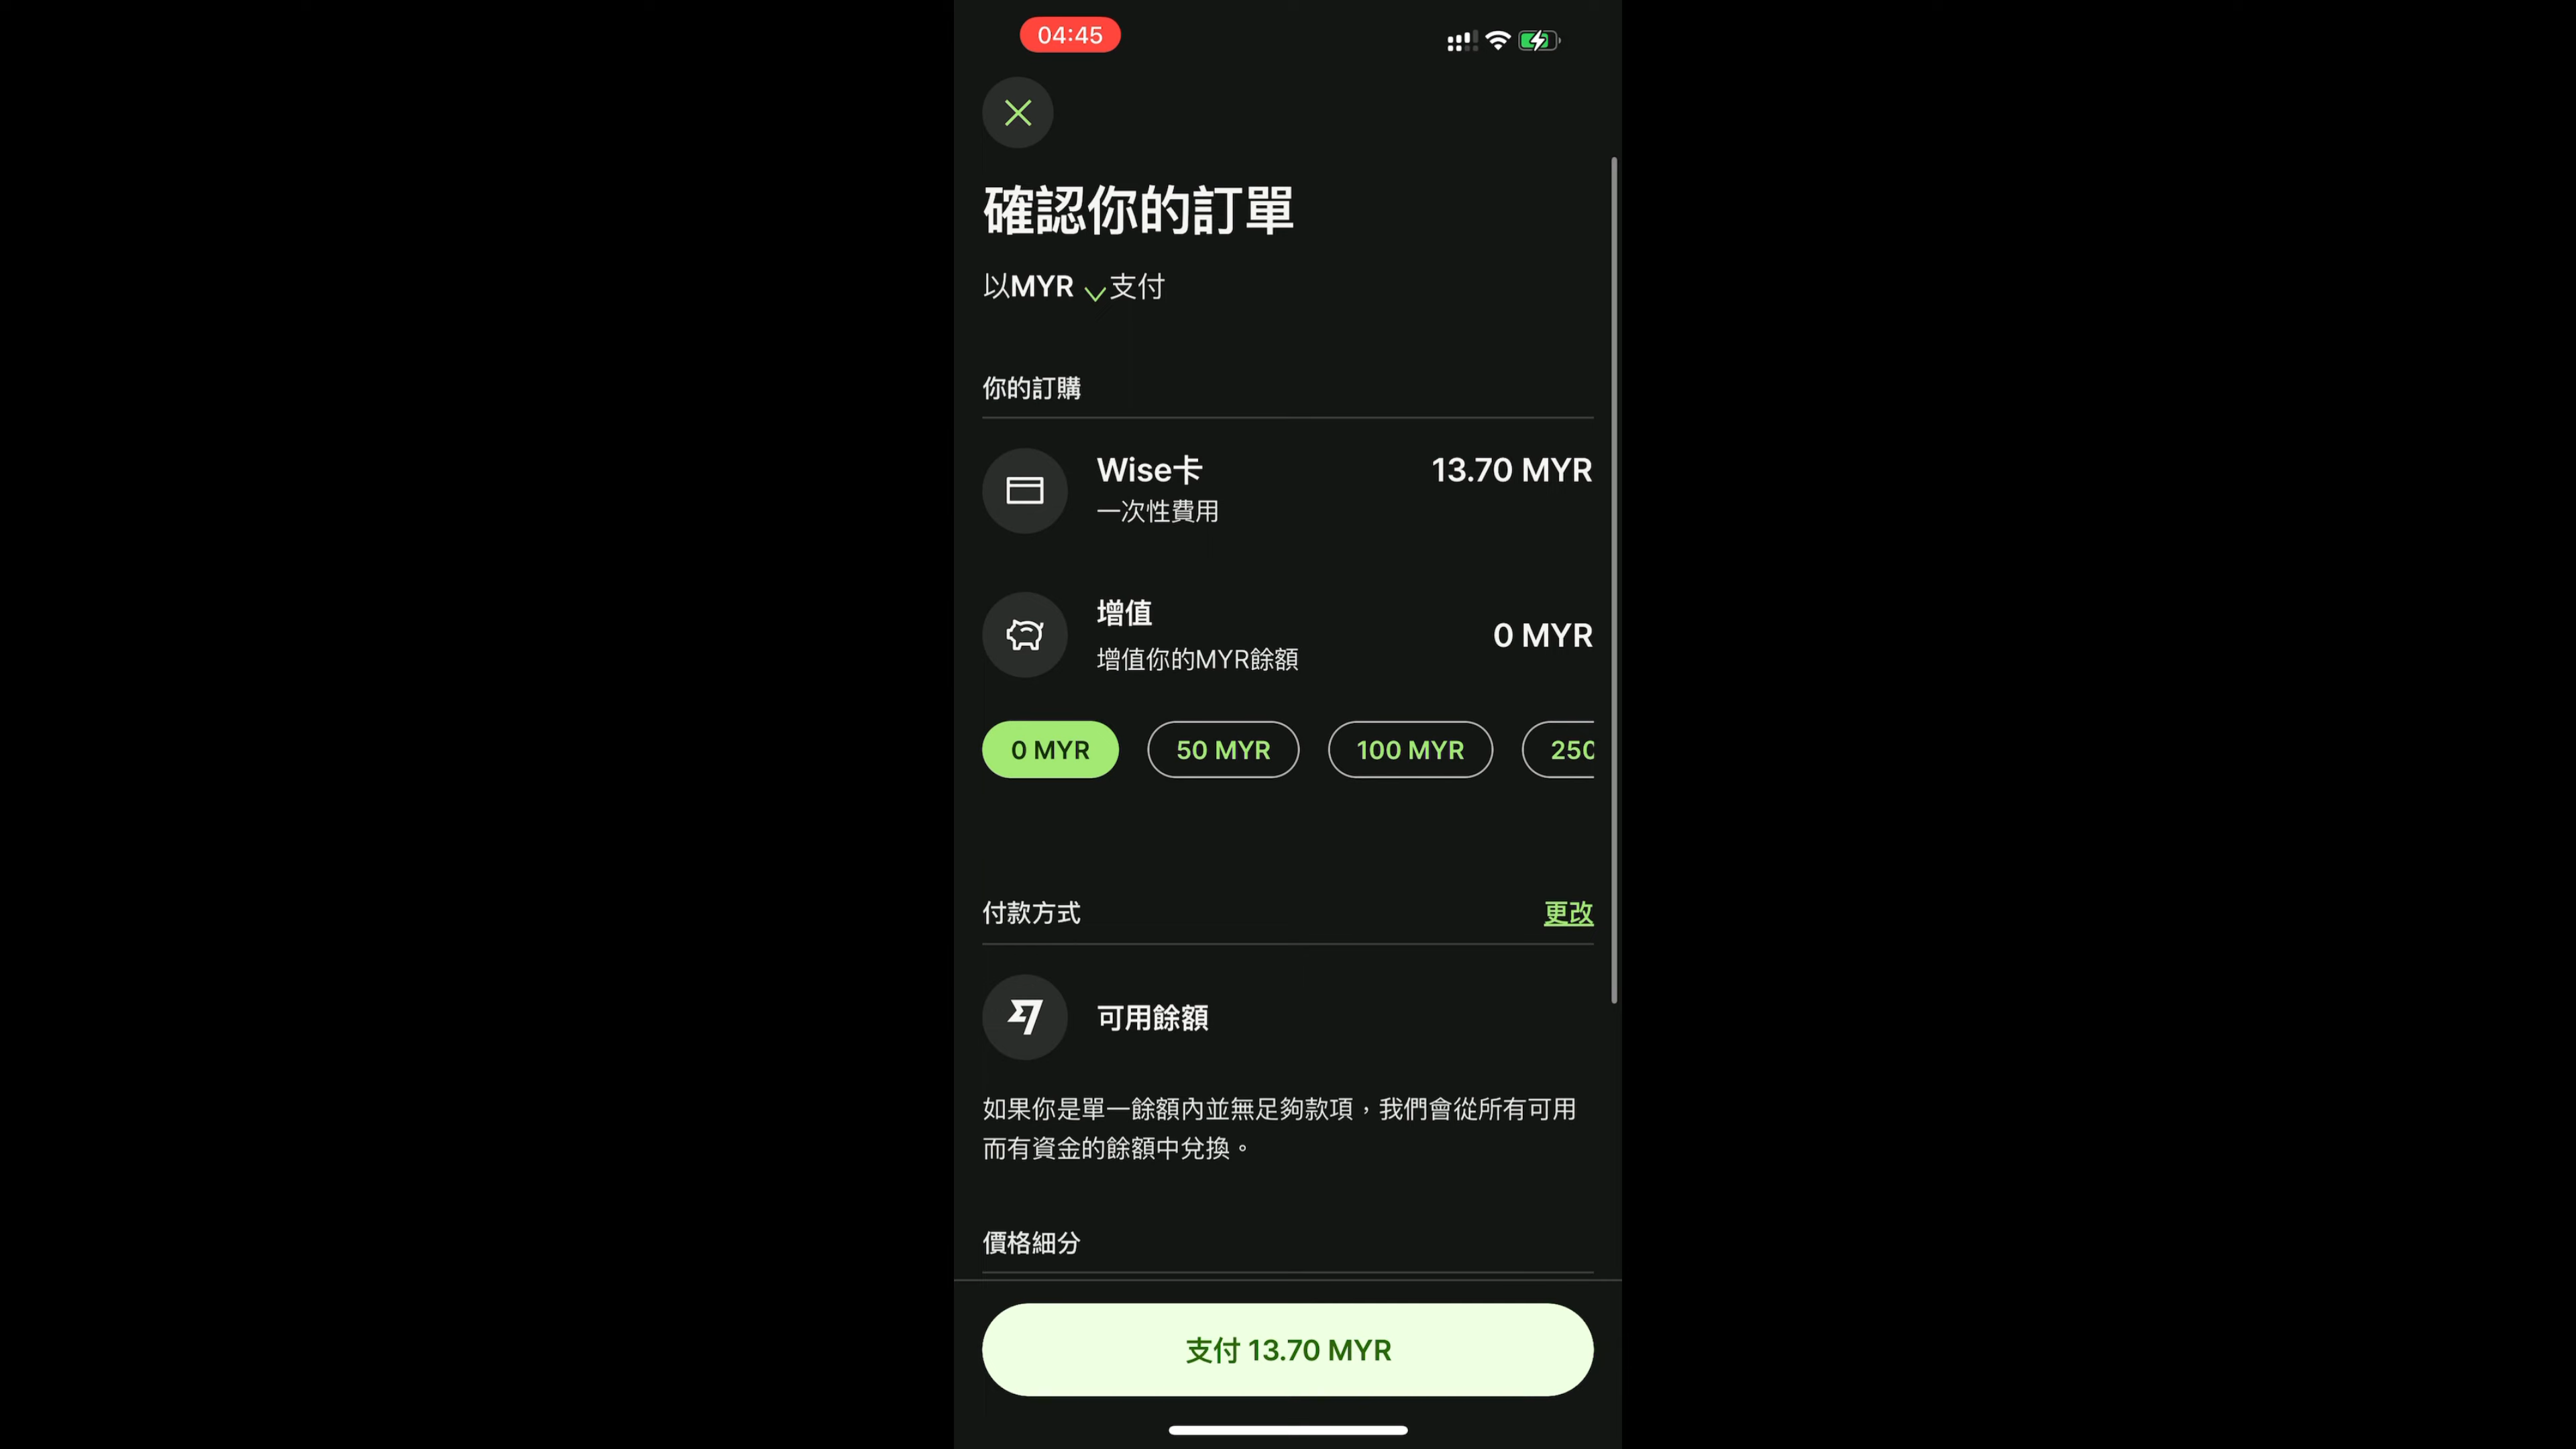 04:45
確認你的訂單
以MYR 支付
你的訂購
Wise卡
13.70 MYR
一次性費用
增值
增值你的MYR餘額
0 MYR
0 MYR
50 MYR
100 MYR
250
付款方式
更改
可用餘額
如果你是單一餘額內並無足夠款項，我們會從所有可用
而有資金的餘額中兌換。
價格細分
支付 13.70 MYR